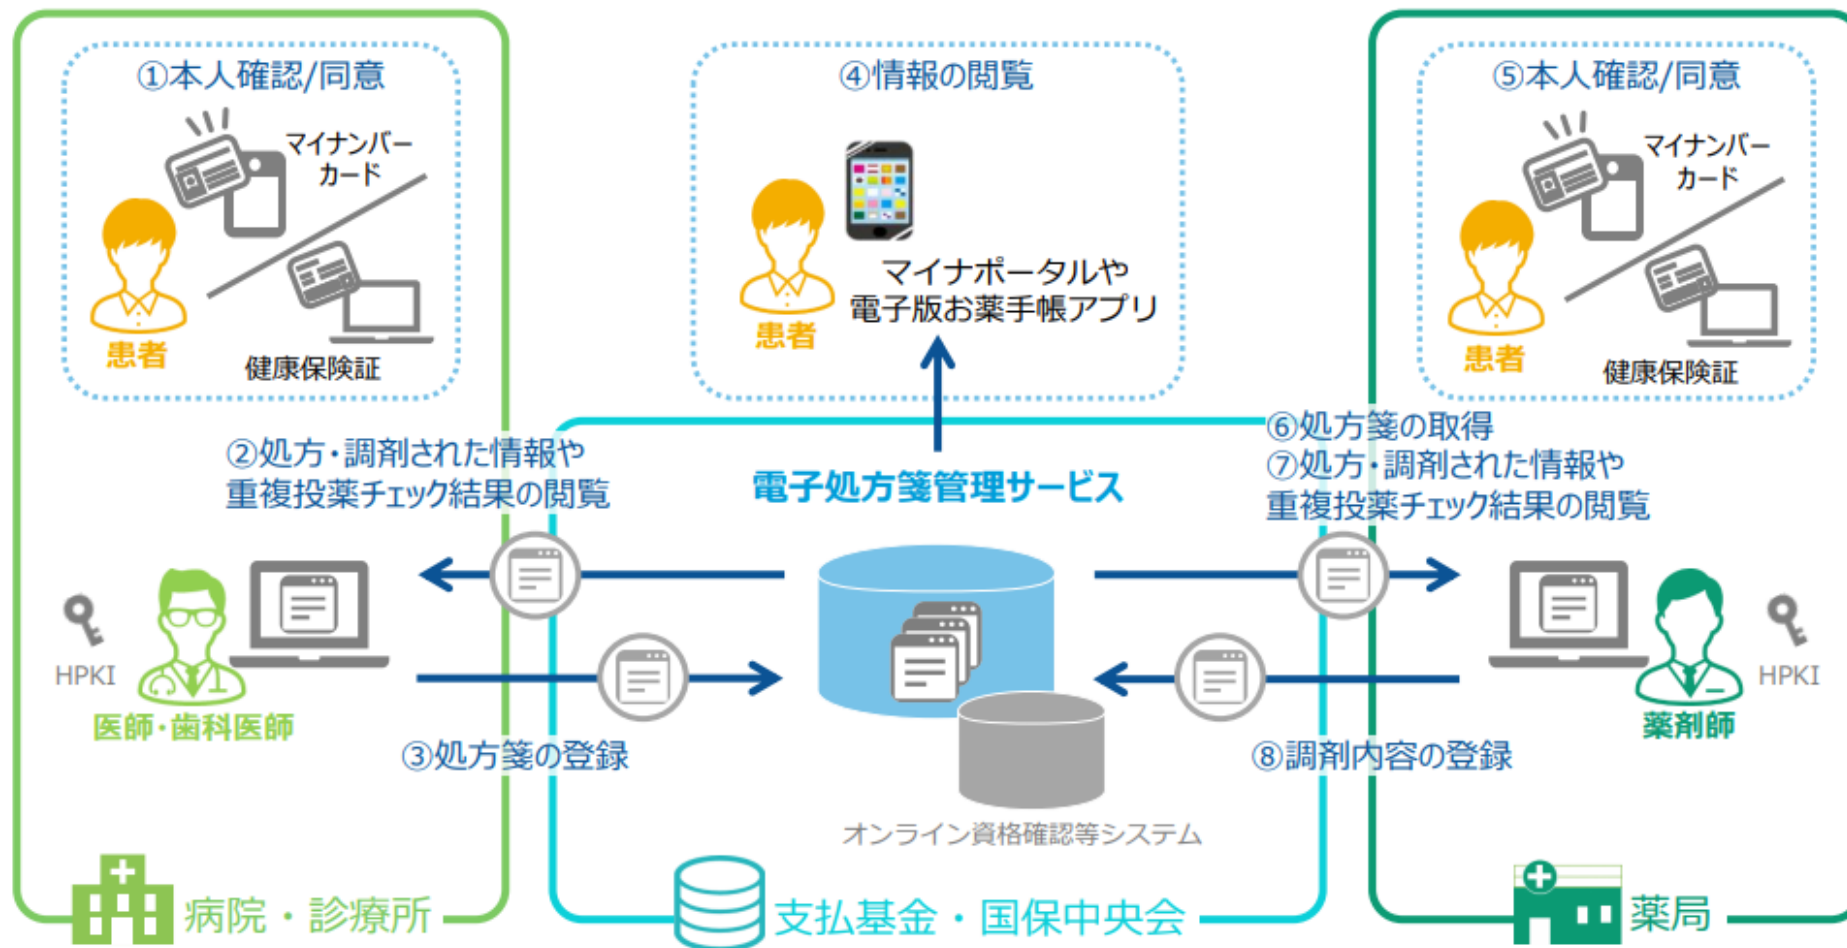 ①本人確認/同意
マイナンバー
カード
患者
健康保険証
②処方・調剤された情報や
重複投薬チェック結果の閲覧
HPKI
医師・歯科医師
③処方箋の登録
病院・診療所
④情報の閲覧
マイナポータルや
電子版お薬手帳アプリ
患者
電子処方箋管理サービス
オンライン資格確認等システム
支払基金・国保中央会
⑤本人確認/同意
マイナンバー
カード
患者
健康保険証
⑥処方箋の取得
⑦処方・調剤された情報や
重複投薬チェック結果の閲覧
HPKI
薬剤師
⑧調剤内容の登録
薬局